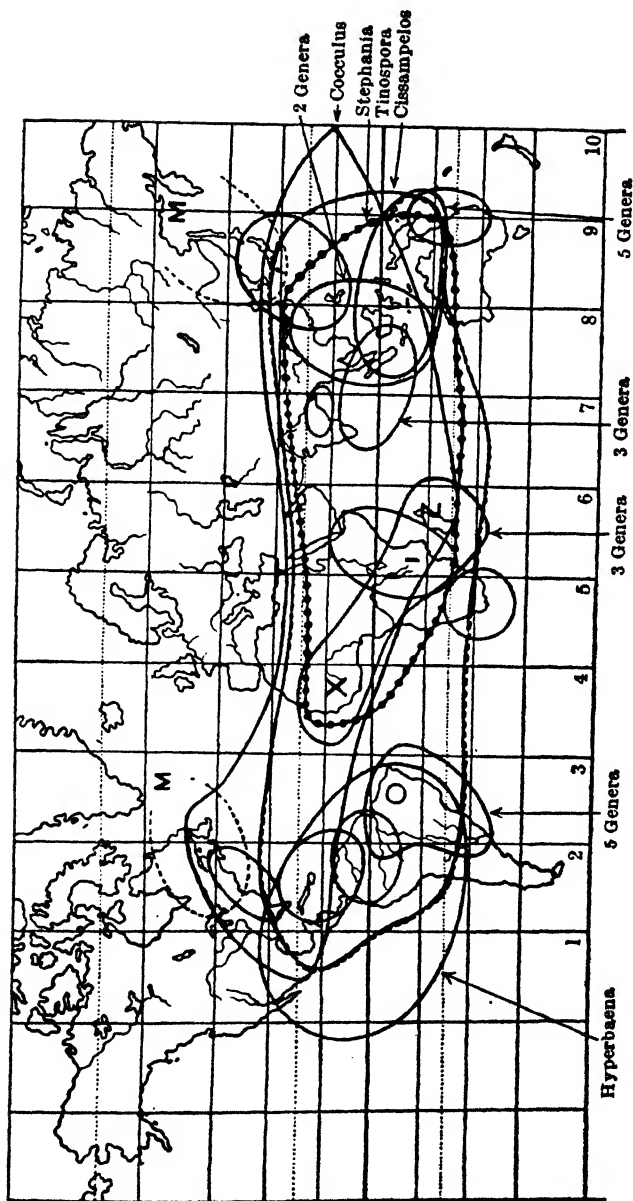 M
M
2 Genera
Cocculus
Stephania
Tinospora
Cissampelos
X
O
Z
1 2 3 4 5 6 7 8 9 10
Hyperbaena
5 Genera
3 Genera
3 Genera
5 Genera